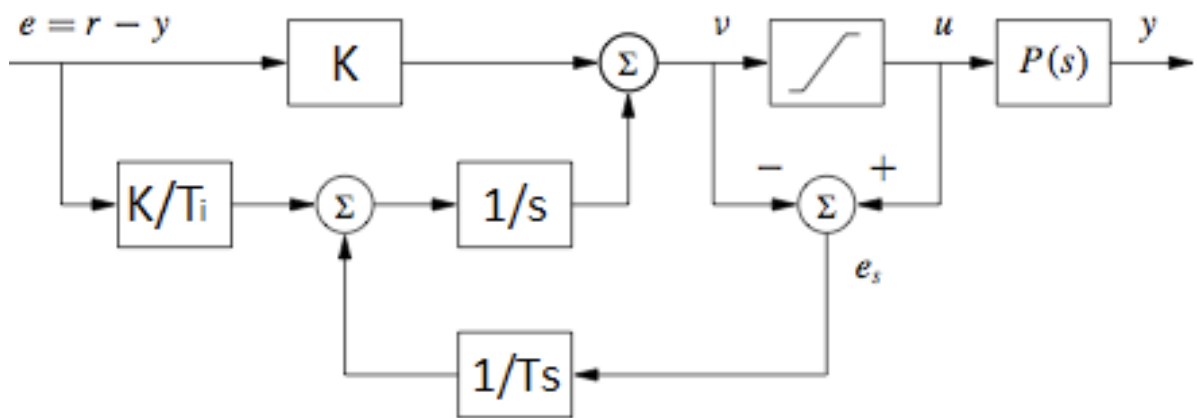 e = r − y
K
Σ
v
u
P(s)
y
K/Ti
Σ
1/s
−
+
Σ
es
1/Ts